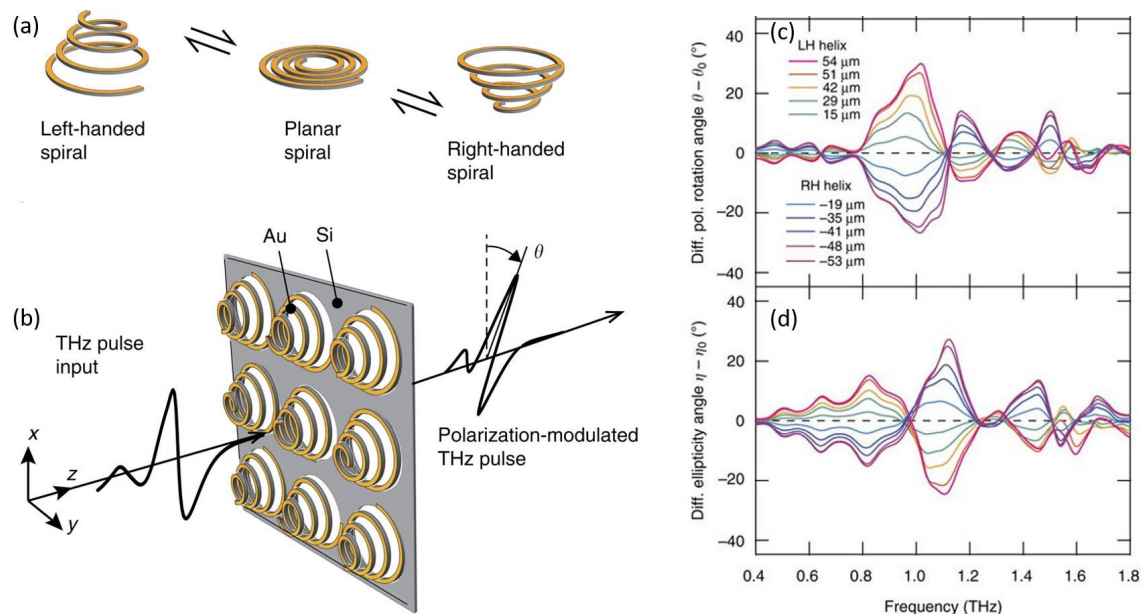 (a)
Left-handed
spiral
Planar
spiral
Right-handed
spiral
(b)
Au
Si
θ
THz pulse
input
Polarization-modulated
THz pulse
x
z
y
(c)
Diff. pol. rotation angle θ – θ0 (°)
40
20
0
–20
–40
LH helix
54 μm
51 μm
42 μm
29 μm
15 μm
RH helix
–19 μm
–35 μm
–41 μm
–48 μm
–53 μm
(d)
Diff. ellipticity angle η – η0 (°)
40
20
0
–20
–40
0.4
0.6
0.8
1.0
1.2
1.4
1.6
1.8
Frequency (THz)